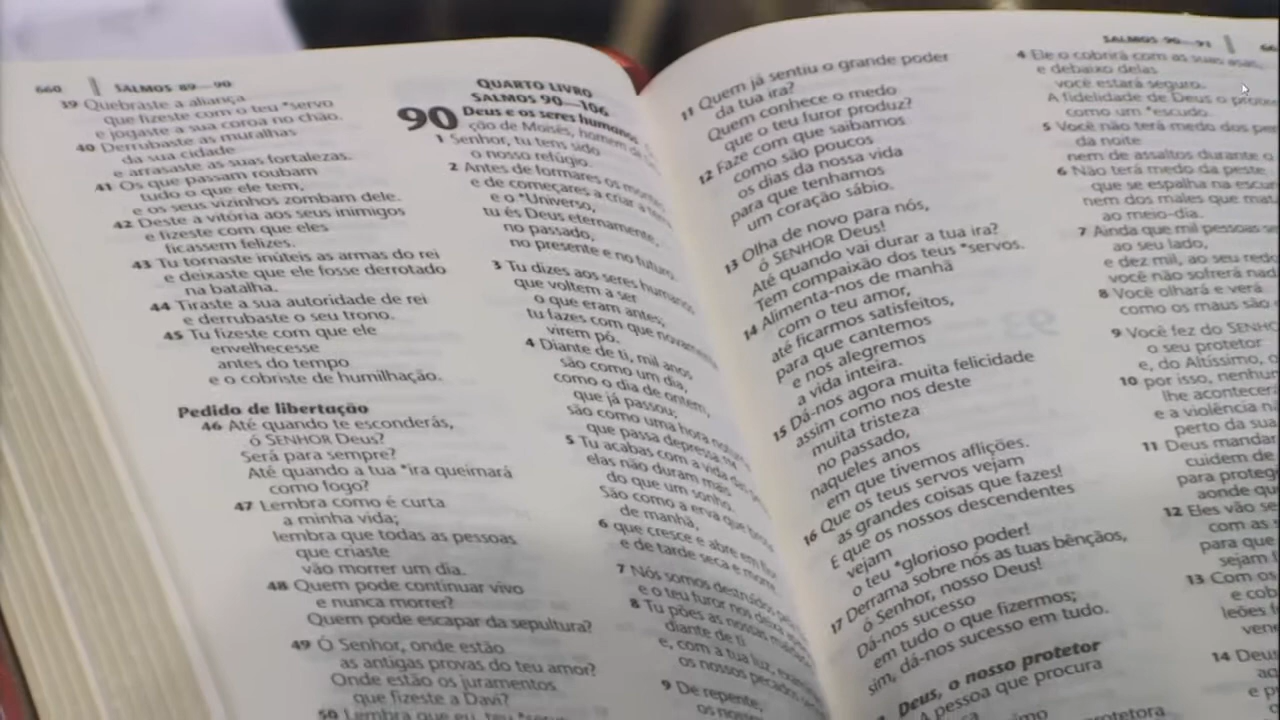 660 | SALMOS 89—90
39 Quebraste a aliança
que fizeste com o teu *servo
e jogaste a sua coroa no chão.
40 Derrubaste as muralhas
da sua cidade
e arrasaste as suas fortalezas.
41 Os que passam roubam
tudo o que ele tem,
e os seus vizinhos zombam dele.
42 Deste a vitória aos seus inimigos
e fizeste com que eles
ficassem felizes.
43 Tu tornaste inúteis as armas do rei
e deixaste que ele fosse derrotado
na batalha.
44 Tiraste a sua autoridade de rei
e derrubaste o seu trono.
45 Tu fizeste com que ele
envelhecesse
antes do tempo
e o cobriste de humilhação.
Pedido de libertação
46 Até quando te esconderás,
ó SENHOR Deus?
Será para sempre?
Até quando a tua *ira queimará
como fogo?
47 Lembra como é curta
a minha vida;
lembra que todas as pessoas
que criaste
vão morrer um dia.
48 Quem pode continuar vivo
e nunca morrer?
Quem pode escapar da sepultura?
49 Ó Senhor, onde estão
as antigas provas do teu amor?
Onde estão os juramentos
que fizeste a Davi?
50 Lembra que eu, teu
QUARTO LIVRO
SALMOS 90—106
90 Deus e os seres humanos
ção de Moisés, homem de
1 Senhor, tu tens sido
o nosso refúgio.
2 Antes de formares os
e de começares a criar a
e o *Universo,
tu és Deus eternamente,
no passado,
no presente e no futuro.
3 Tu dizes aos seres humanos
que voltem a ser
o que eram antes;
tu fazes com que novamente
virem pó.
4 Diante de ti, mil anos
são como um dia,
como o dia de ontem,
que já passou;
são como uma hora
que passa depressa
5 Tu acabas com a vida
elas não duram mais
do que um sonho.
São como a erva que
de manhã,
6 que cresce e abre em
e de tarde seca e
7 Nós somos destruídos
e o teu furor nos deixa
8 Tu pões as nossas
diante de ti
e, com a tua luz,
os nossos pecados
9 De repente,
os nossos
11 Quem já sentiu o grande poder
da tua ira?
Quem conhece o medo
que o teu furor produz?
12 Faze com que saibamos
como são poucos
os dias da nossa vida
para que tenhamos
um coração sábio.
13 Olha de novo para nós,
ó SENHOR Deus!
Até quando vai durar a tua ira?
Tem compaixão dos teus *servos.
14 Alimenta-nos de manhã
com o teu amor,
até ficarmos satisfeitos,
para que cantemos
e nos alegremos
a vida inteira.
15 Dá-nos agora muita felicidade
assim como nos deste
muita tristeza
no passado,
naqueles anos
em que tivemos aflições.
16 Que os teus servos vejam
as grandes coisas que fazes!
E que os nossos descendentes
vejam
o teu *glorioso poder!
17 Derrama sobre nós as tuas bênçãos,
ó Senhor, nosso Deus!
Dá-nos sucesso
em tudo o que fizermos;
sim, dá-nos sucesso em tudo.
Deus, o nosso protetor
A pessoa que procura
SALMOS 90—91 |
4 Ele o cobrirá com as suas asas,
e debaixo delas
você estará seguro.
A fidelidade de Deus o
como um *escudo.
5 Você não terá medo dos
da noite
nem de assaltos durante o
6 Não terá medo da peste
que se espalha na
nem dos males que
ao meio-dia.
7 Ainda que mil pessoas
ao seu lado,
e dez mil, ao seu
você não sofrerá
8 Você olhará e verá
como os maus são
9 Você fez do
o seu protetor
e, do Altíssimo,
10 por isso,
lhe
e a violência
perto da sua
11 Deus
cuidem de
para
aonde
12 Eles vão
com as
para que
13 Com os
e
14 Deus